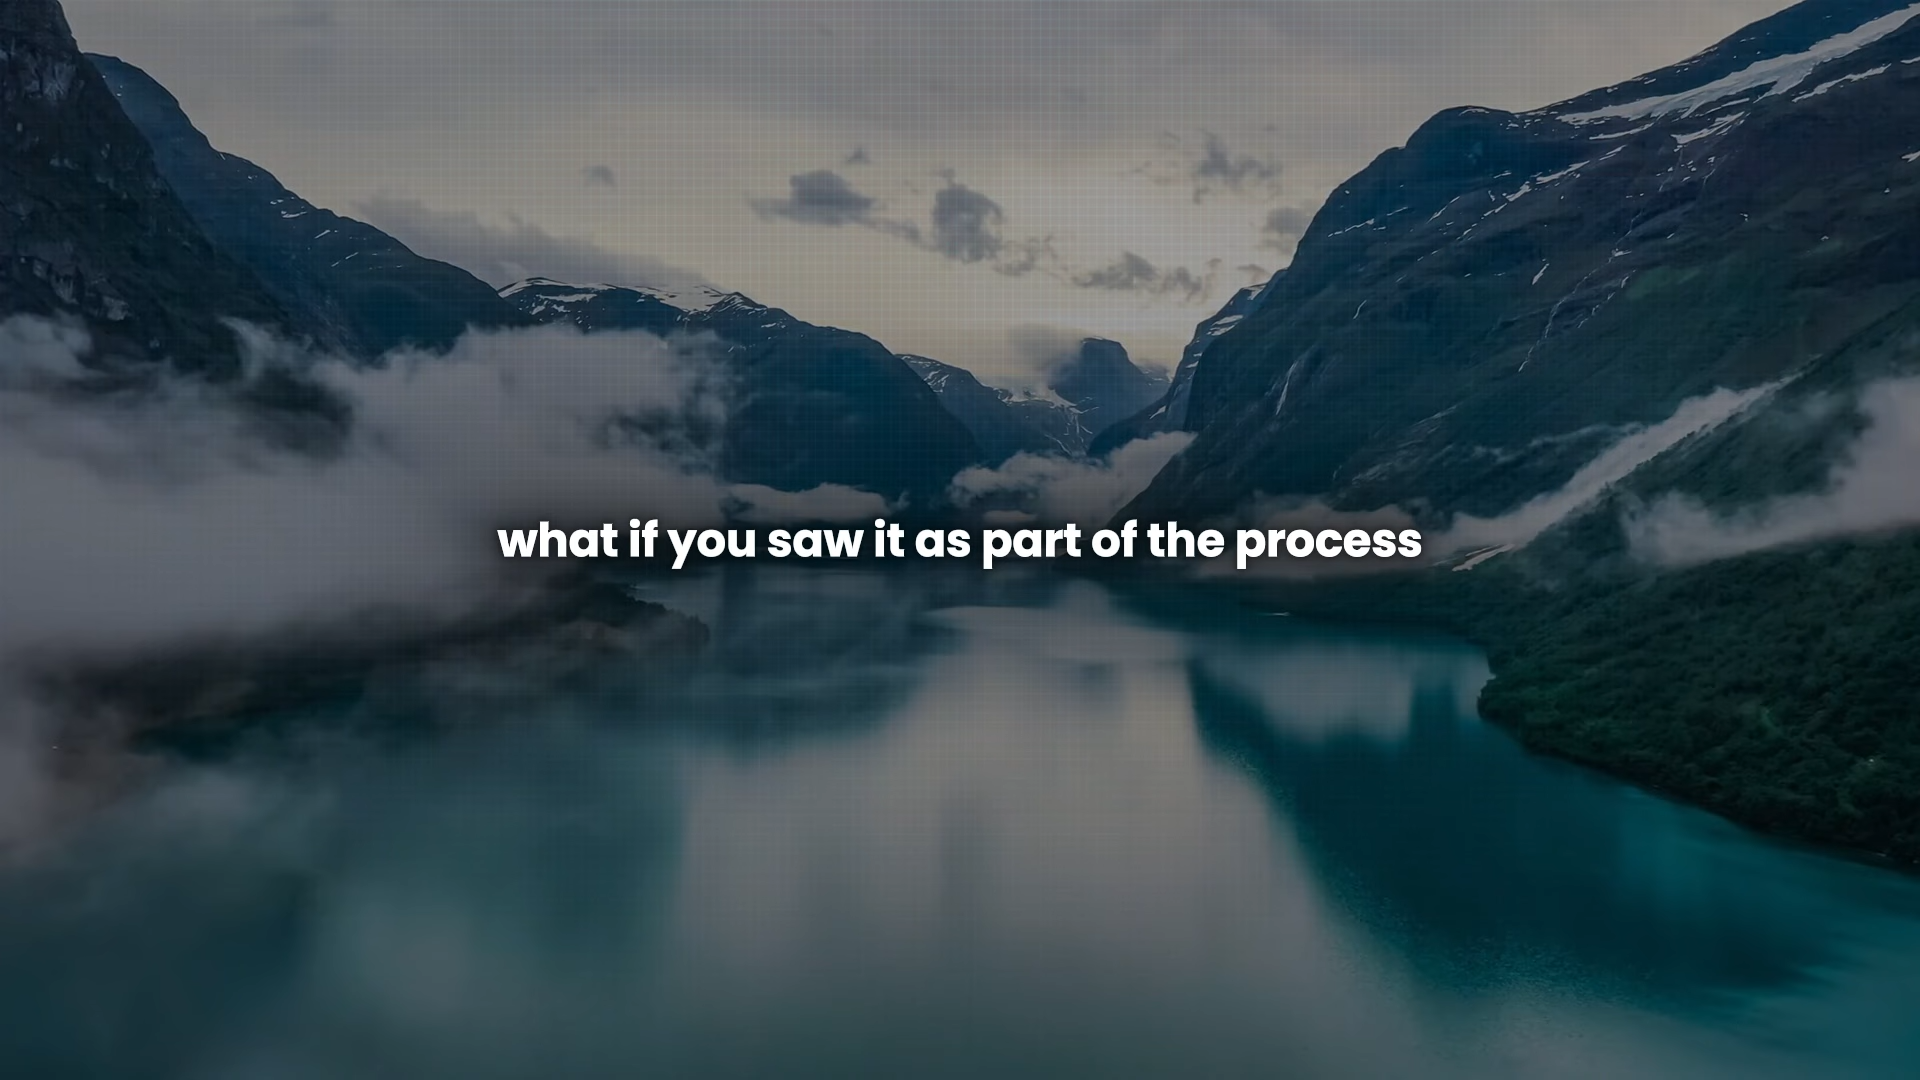 what if you saw it as part of the process